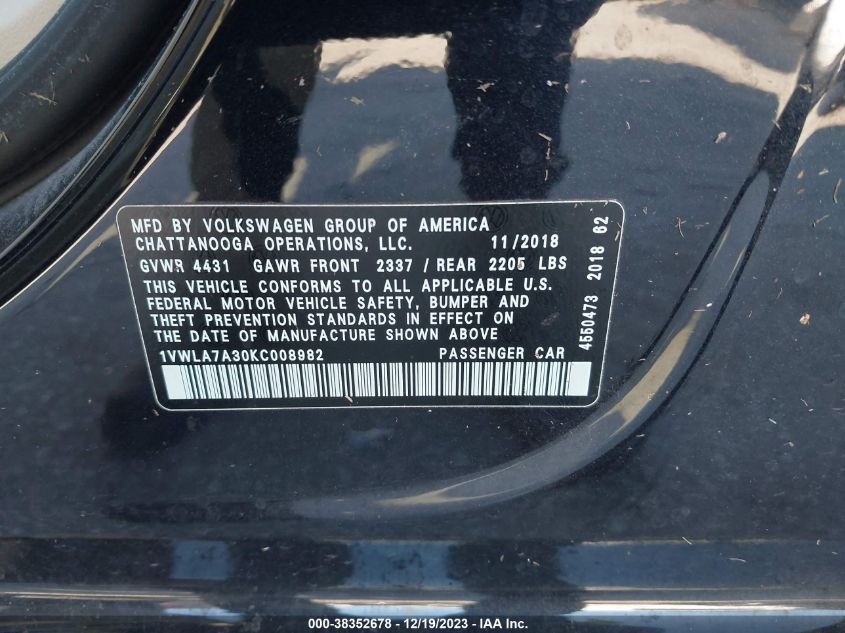 MFD BY VOLKSWAGEN GROUP OF AMERICA
CHATTANOOGA OPERATIONS, LLC. 11/2018
GVWR 4431 GAWR FRONT 2337 / REAR 2205 LBS
THIS VEHICLE CONFORMS TO ALL APPLICABLE U.S.
FEDERAL MOTOR VEHICLE SAFETY, BUMPER AND
THEFT PREVENTION STANDARDS IN EFFECT ON
THE DATE OF MANUFACTURE SHOWN ABOVE
1VWLA7A30KC008982 PASSENGER CAR
4550473 2018 62
000-38352678 - 12/19/2023 - IAA Inc.